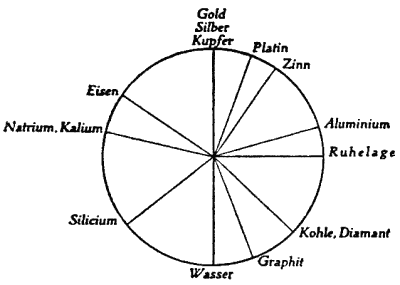 Gold
Silber
Kupfer
Platin
Zinn
Eisen
Aluminium
Natrium, Kalium
Ruhelage
Silicium
Kohle, Diamant
Graphit
Wasser